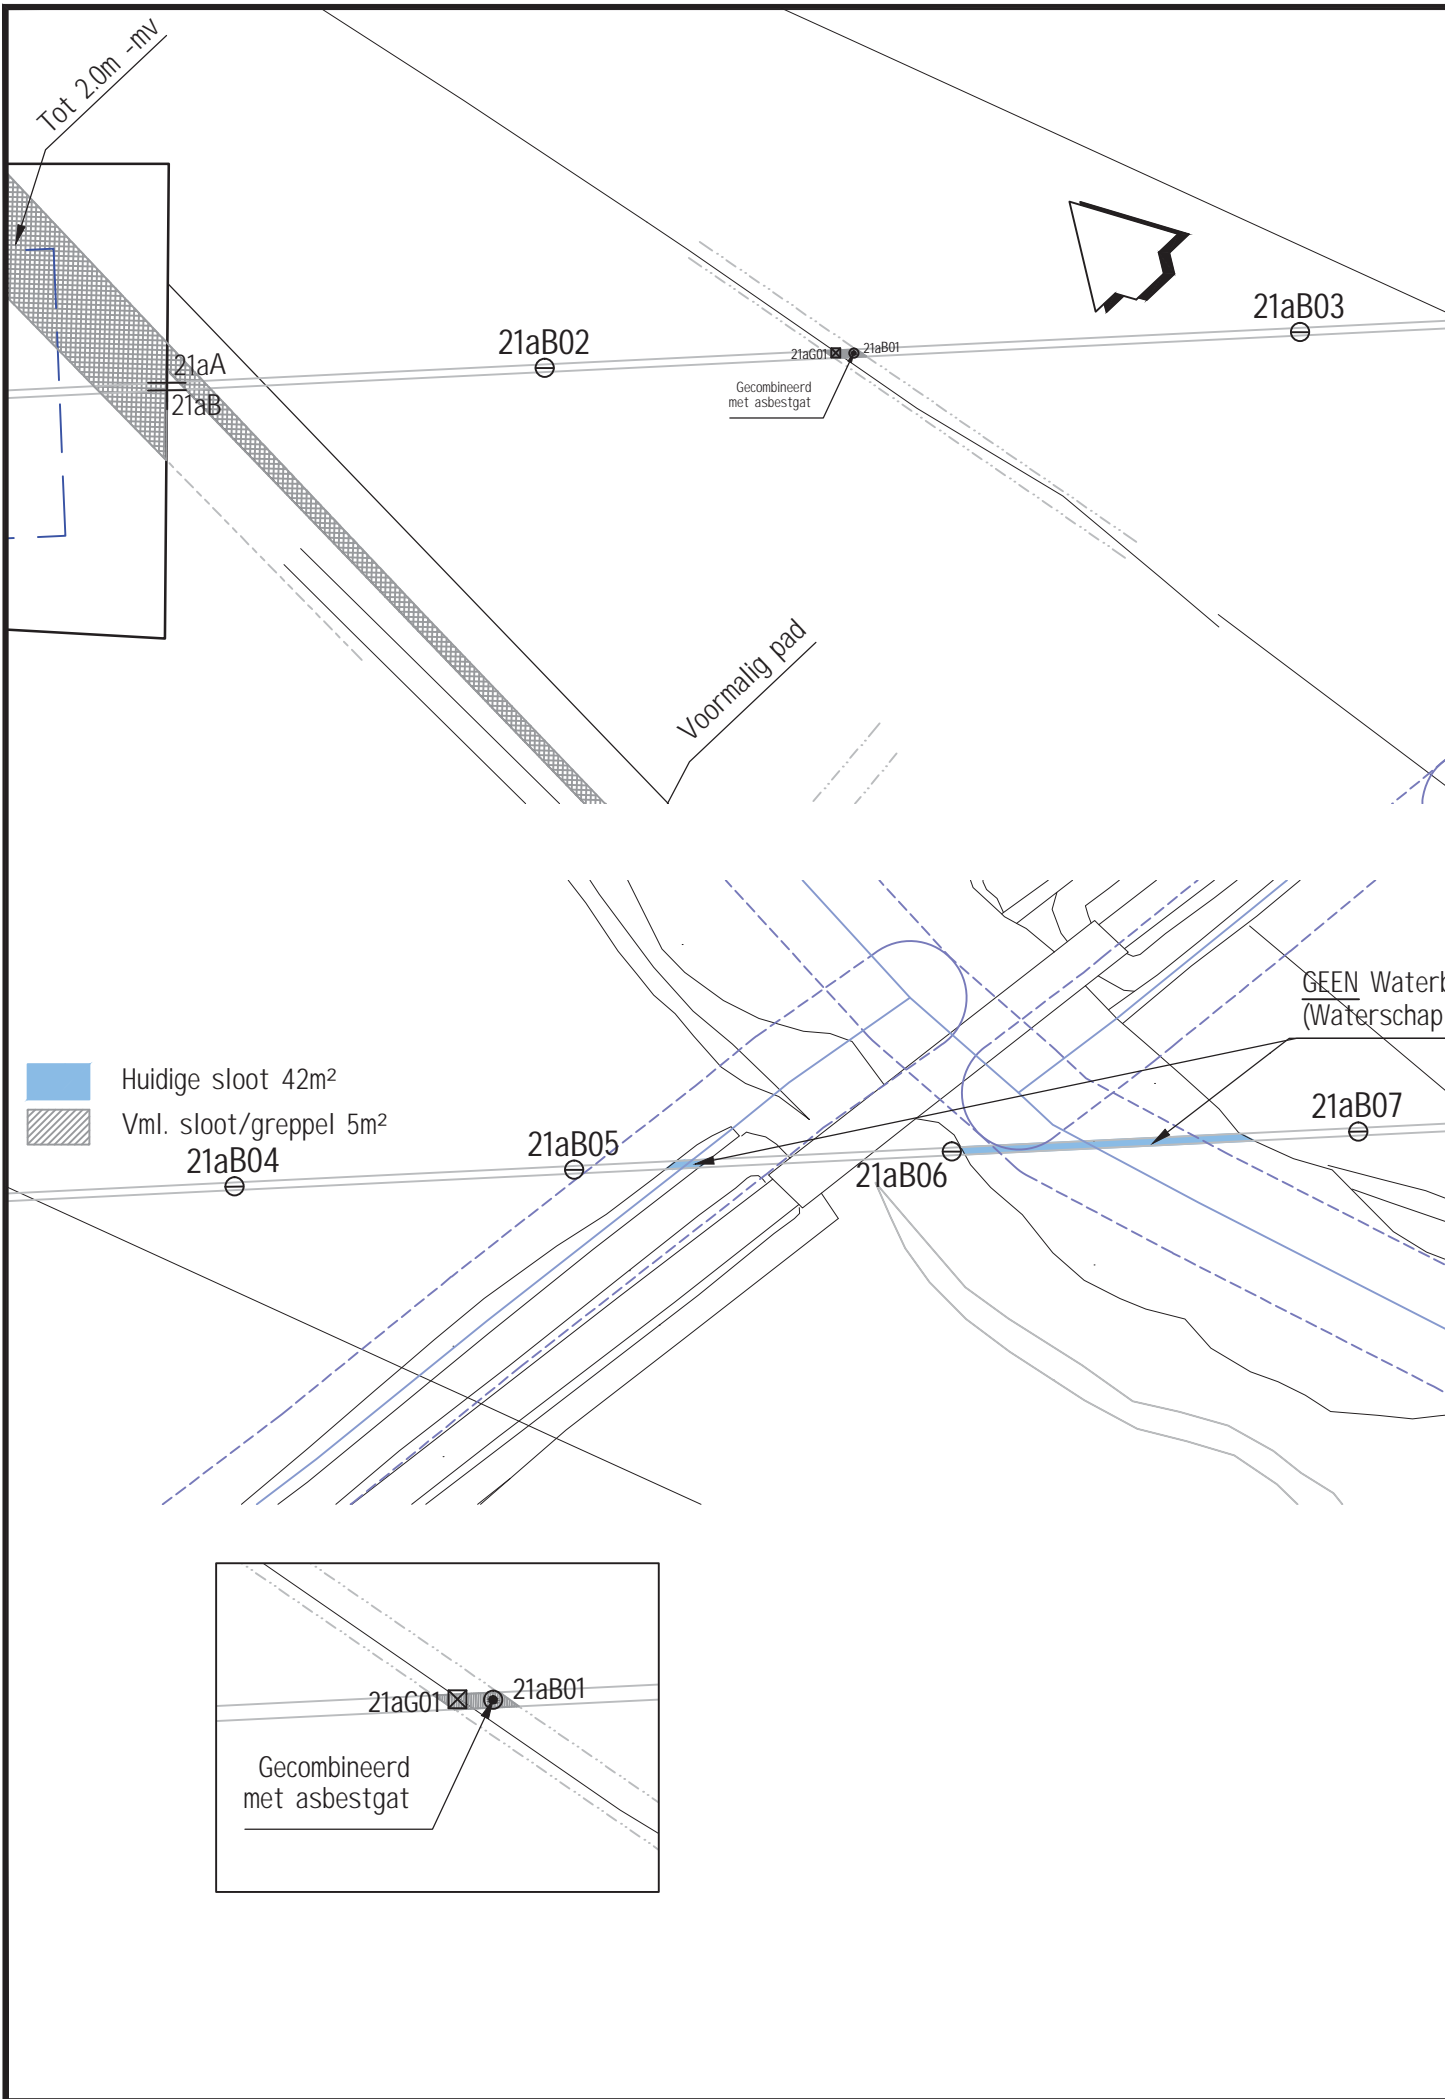 Tot 2.0m -mv
21aB03
21aB02
21aG01
21aB01
21aA
Gecombineerd
met asbestgat
21aB
Voormalig pad
GEEN Waterb
(Waterschap
Huidige sloot 42m²
Vml. sloot/greppel 5m²
21aB07
21aB05
21aB04
21aB06
21aG01
21aB01
Gecombineerd
met asbestgat